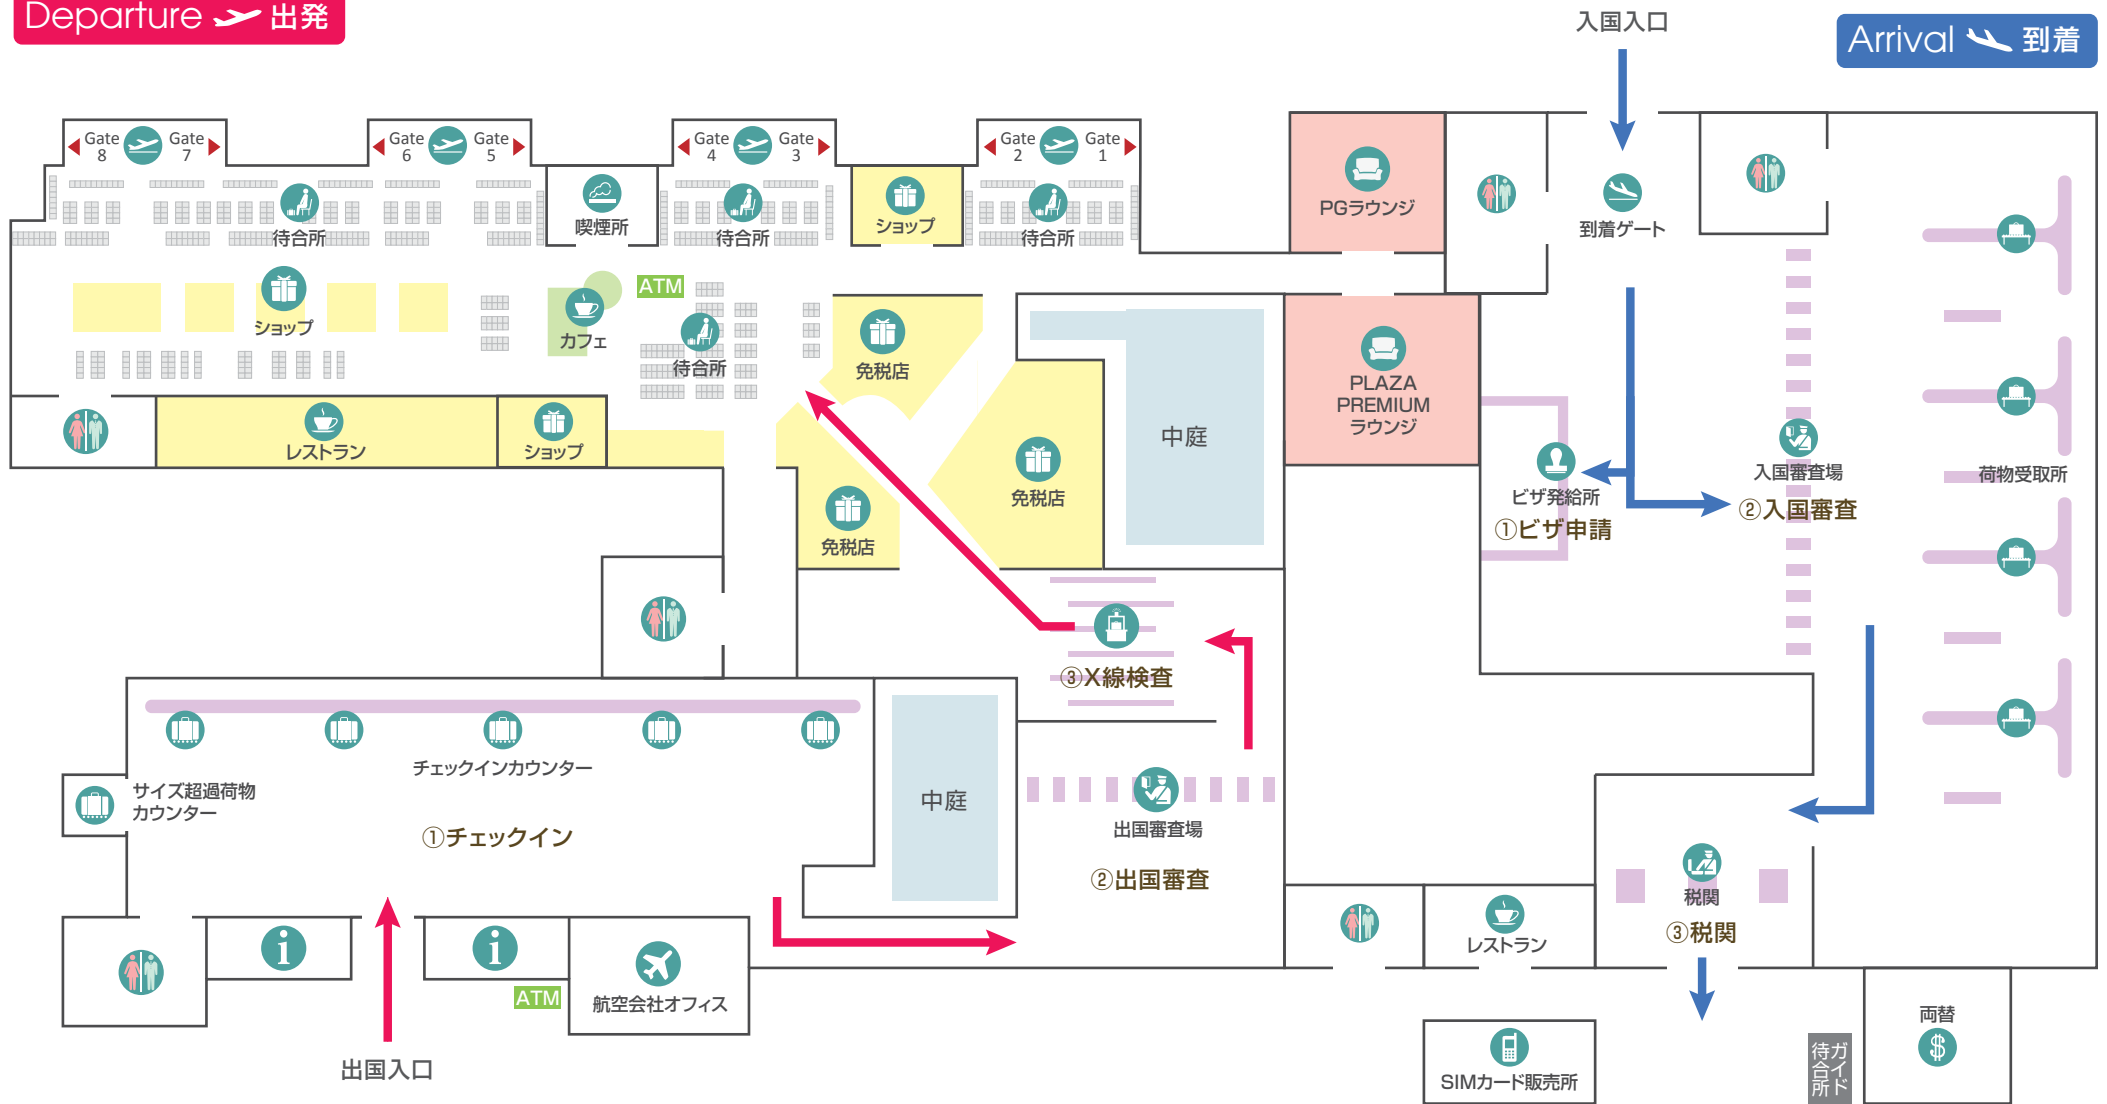 Departure 出発
入国入口
Arrival 到着
Gate
8
Gate
7
Gate
6
Gate
5
Gate
4
Gate
3
Gate
2
Gate
1
待合所
喫煙所
待合所
ショップ
待合所
PGラウンジ
到着ゲート
ショップ
カフェ
ATM
待合所
免税店
PLAZA
PREMIUM
ラウンジ
レストラン
ショップ
免税店
免税店
中庭
ビザ発給所
①ビザ申請
入国審査場
②入国審査
荷物受取所
③X線検査
チェックインカウンター
サイズ超過荷物
カウンター
①チェックイン
中庭
出国審査場
②出国審査
税関
③税関
レストラン
i
i
ATM
航空会社オフィス
出国入口
SIMカード販売所
ガイド
待合所
両替
$